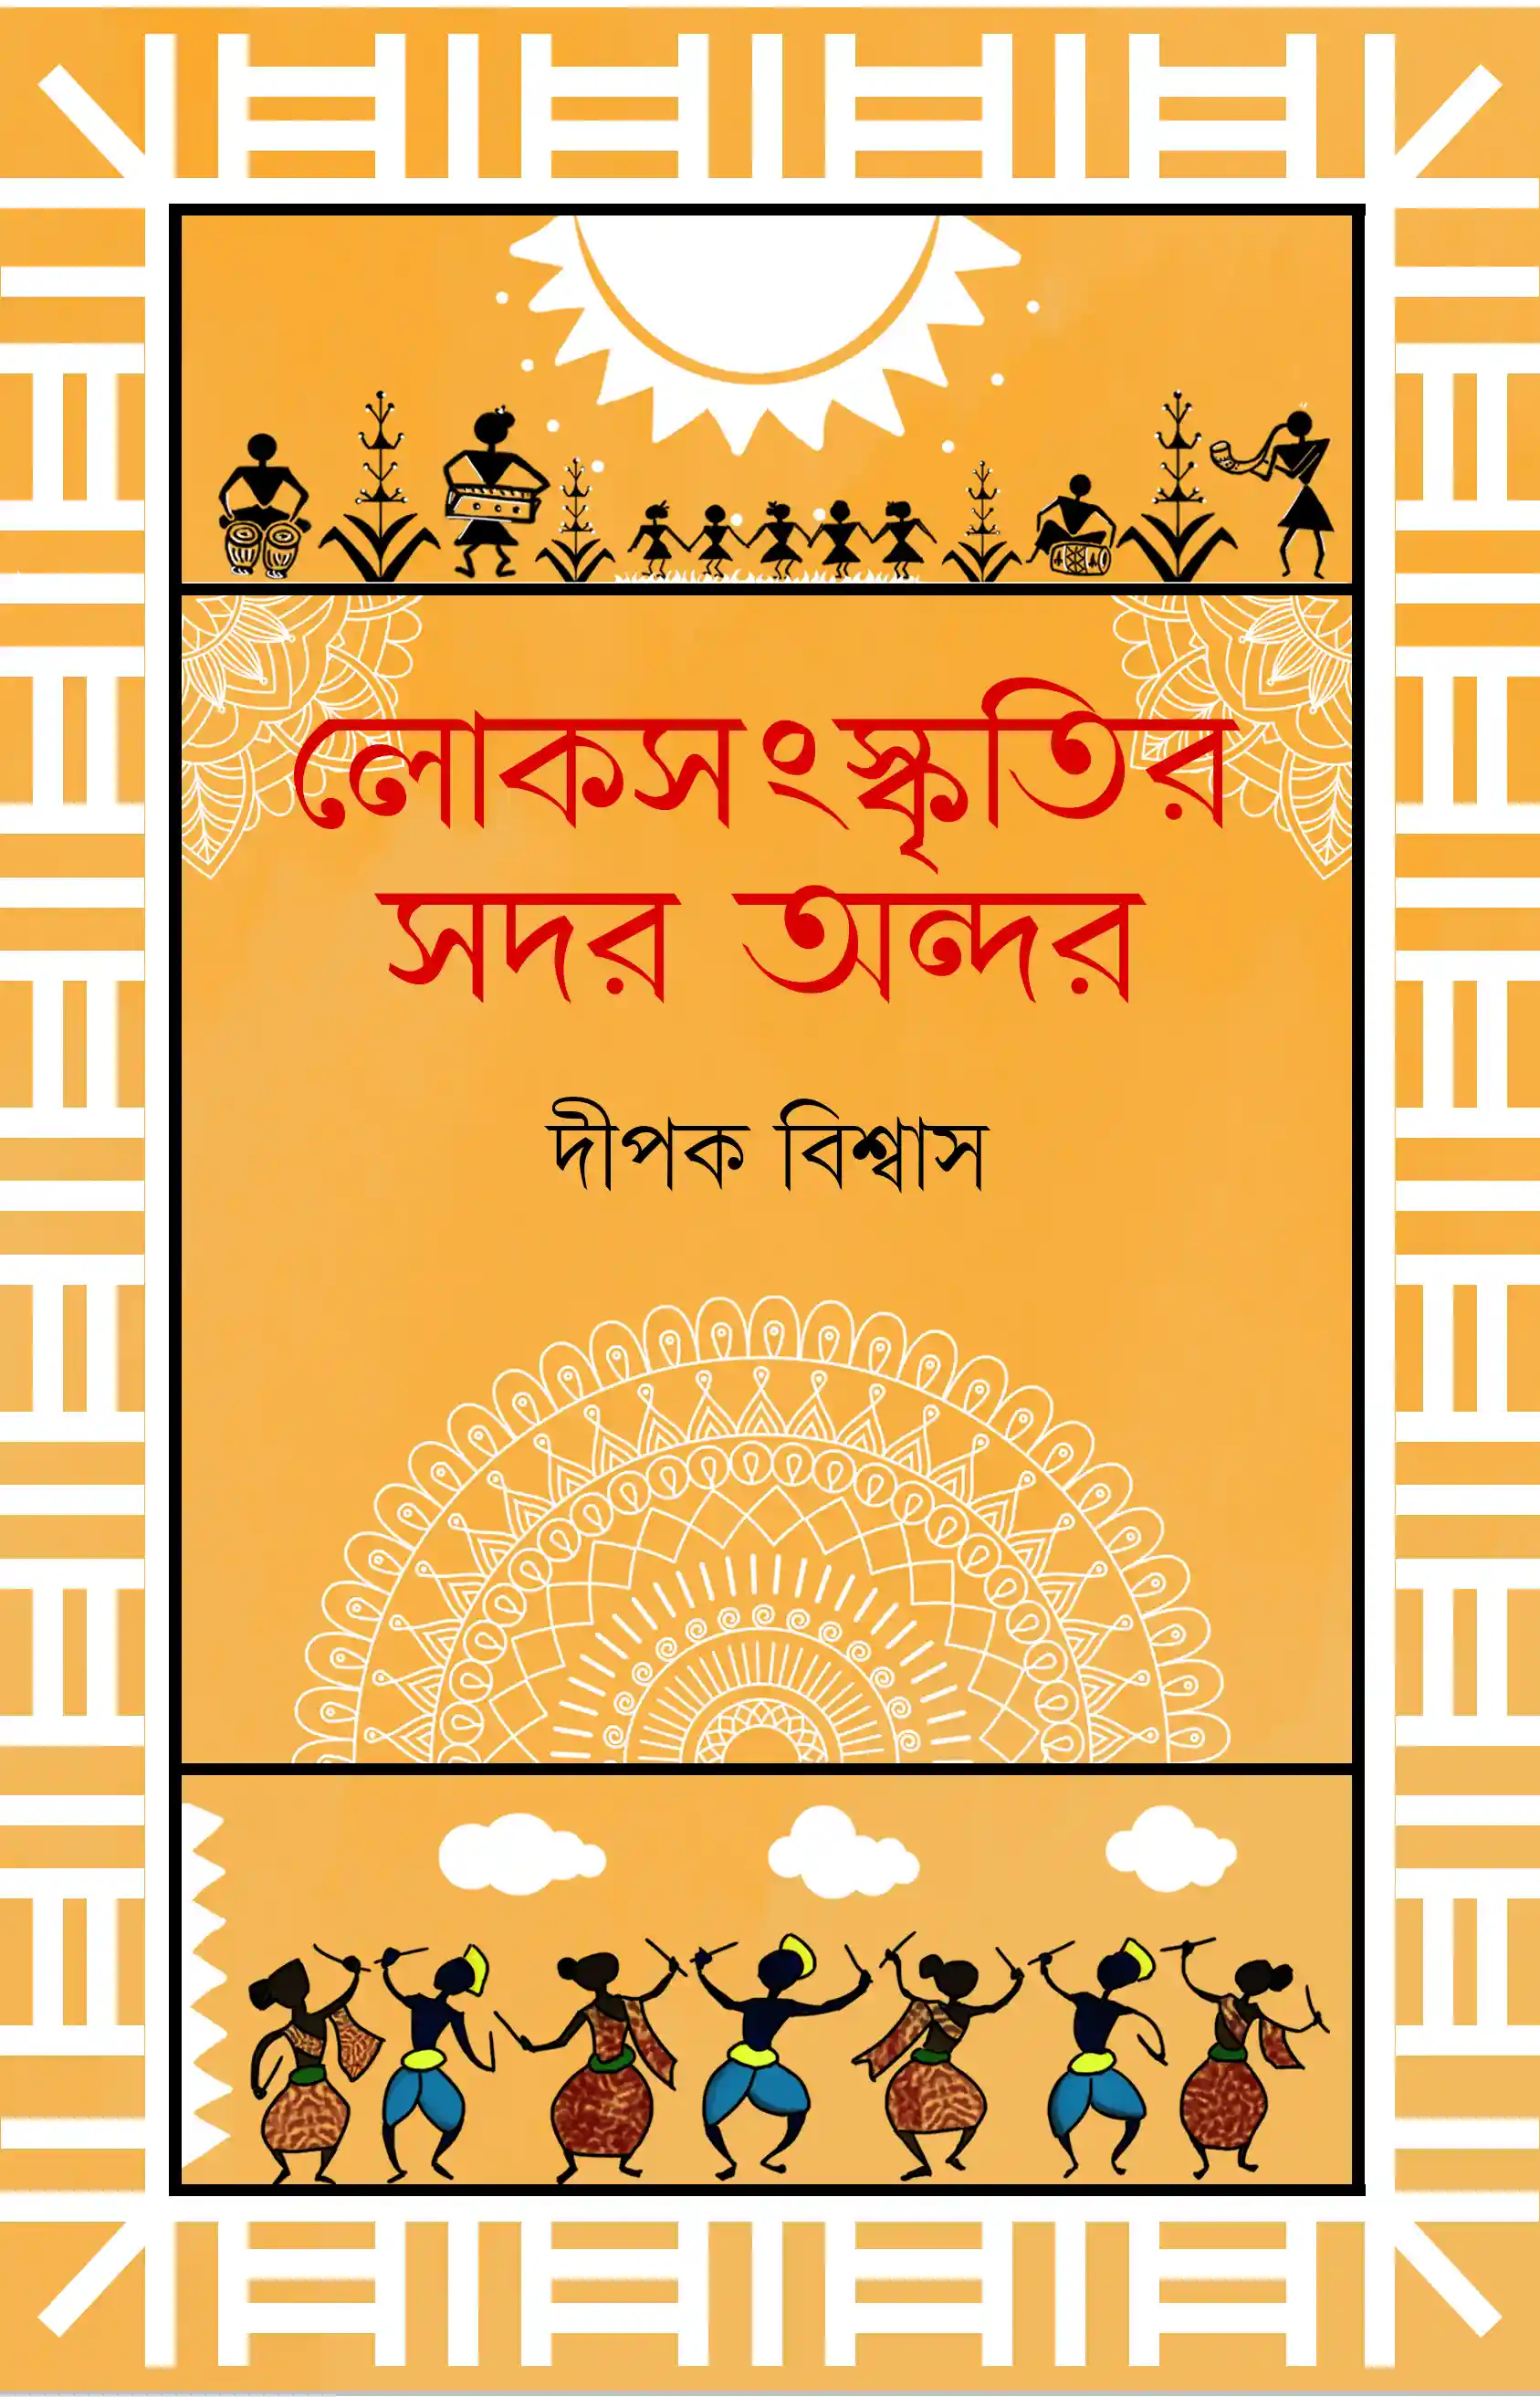 লোকসংস্কৃতির
সদর অন্দর
দীপক বিশ্বাস